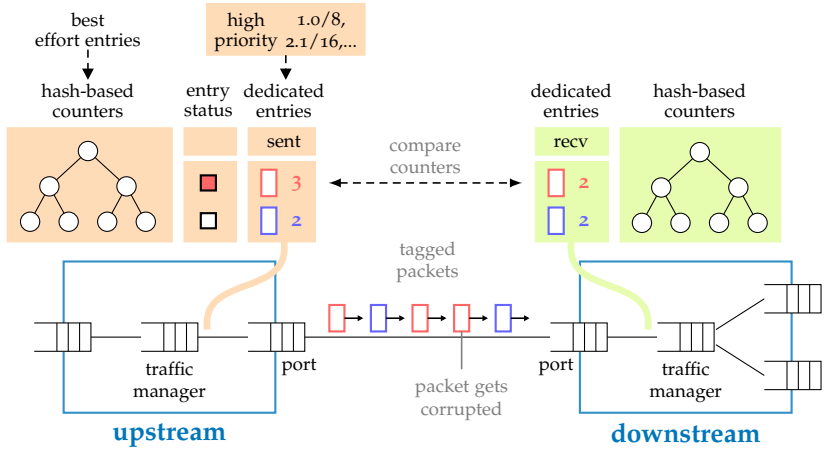 best
effort entries
high
priority
1.0/8,
2.1/16,...
hash-based
counters
entry
status
dedicated
entries
dedicated
entries
hash-based
counters
sent
recv
compare
counters
3
2
2
2
tagged
packets
traffic
manager
port
packet gets
corrupted
port
traffic
manager
upstream
downstream